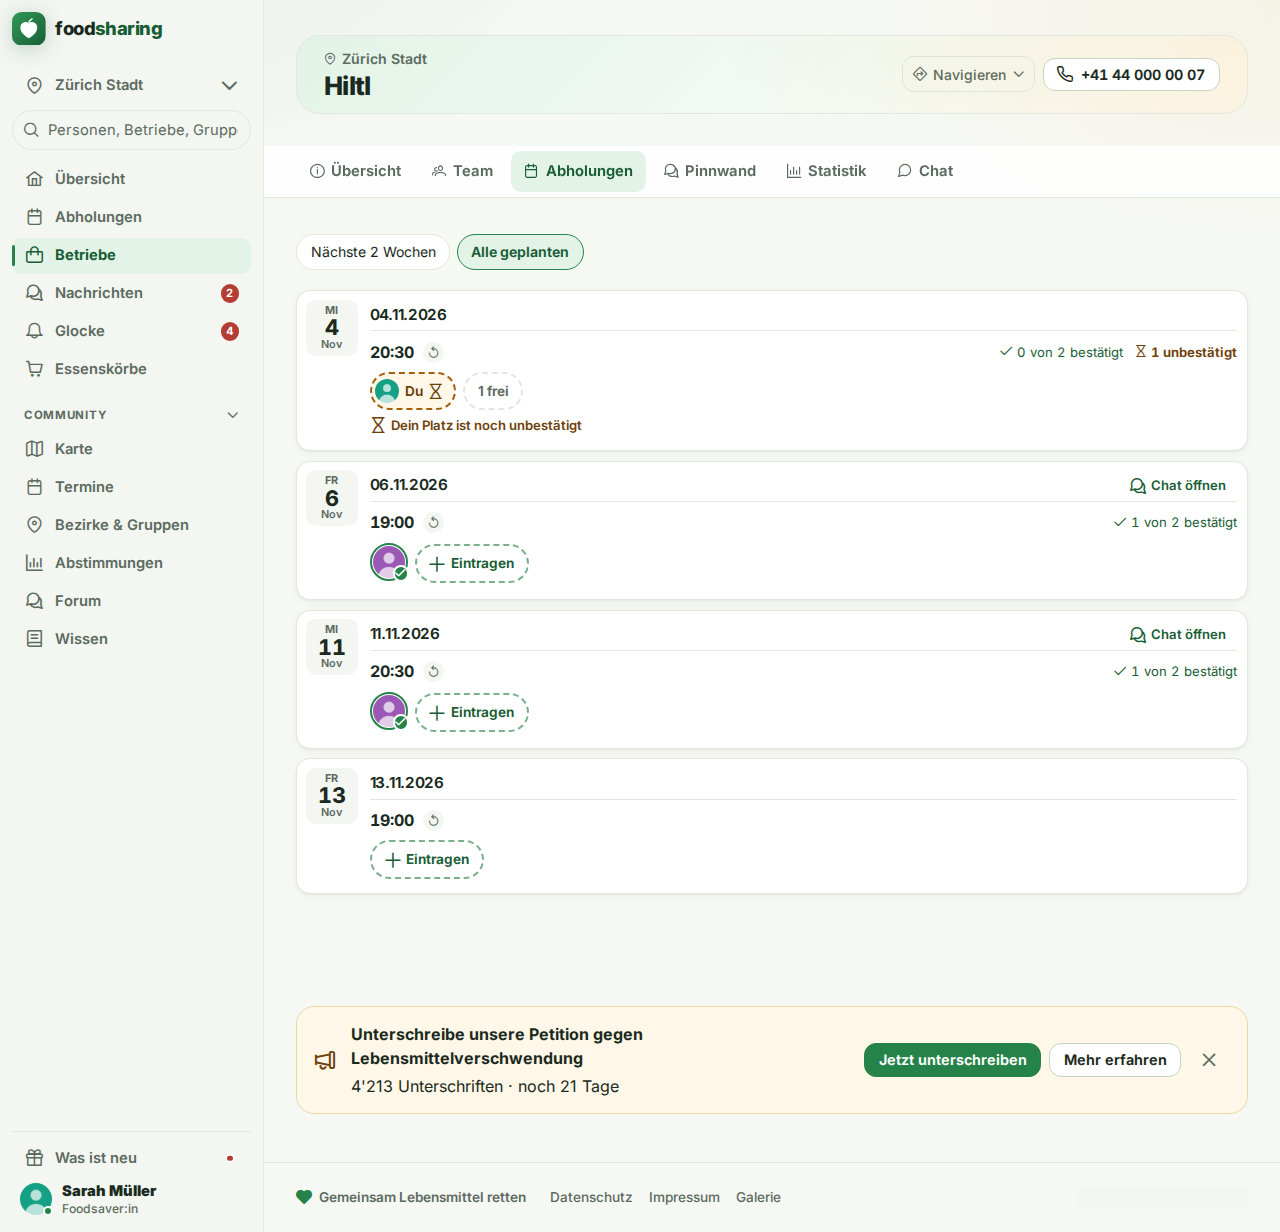 foodsharing
Zürich Stadt
Personen, Betriebe, Grupp
Übersicht
Abholungen
Betriebe
Nachrichten 2
Glocke 4
Essenskörbe
COMMUNITY
Karte
Termine
Bezirke & Gruppen
Abstimmungen
Forum
Wissen
Was ist neu
Sarah Müller
Foodsaver:in
Zürich Stadt
Hiltl
Navigieren
+41 44 000 00 07
Übersicht Team Abholungen Pinnwand Statistik Chat
Nächste 2 Wochen Alle geplanten
MI
4
Nov
04.11.2026
20:30 0 von 2 bestätigt 1 unbestätigt
Du 1 frei
Dein Platz ist noch unbestätigt
FR
6
Nov
06.11.2026 Chat öffnen
19:00 1 von 2 bestätigt
Eintragen
MI
11
Nov
11.11.2026 Chat öffnen
20:30 1 von 2 bestätigt
Eintragen
FR
13
Nov
13.11.2026
19:00
Eintragen
Unterschreibe unsere Petition gegen
Lebensmittelverschwendung
4'213 Unterschriften · noch 21 Tage
Jetzt unterschreiben Mehr erfahren
Gemeinsam Lebensmittel retten Datenschutz Impressum Galerie